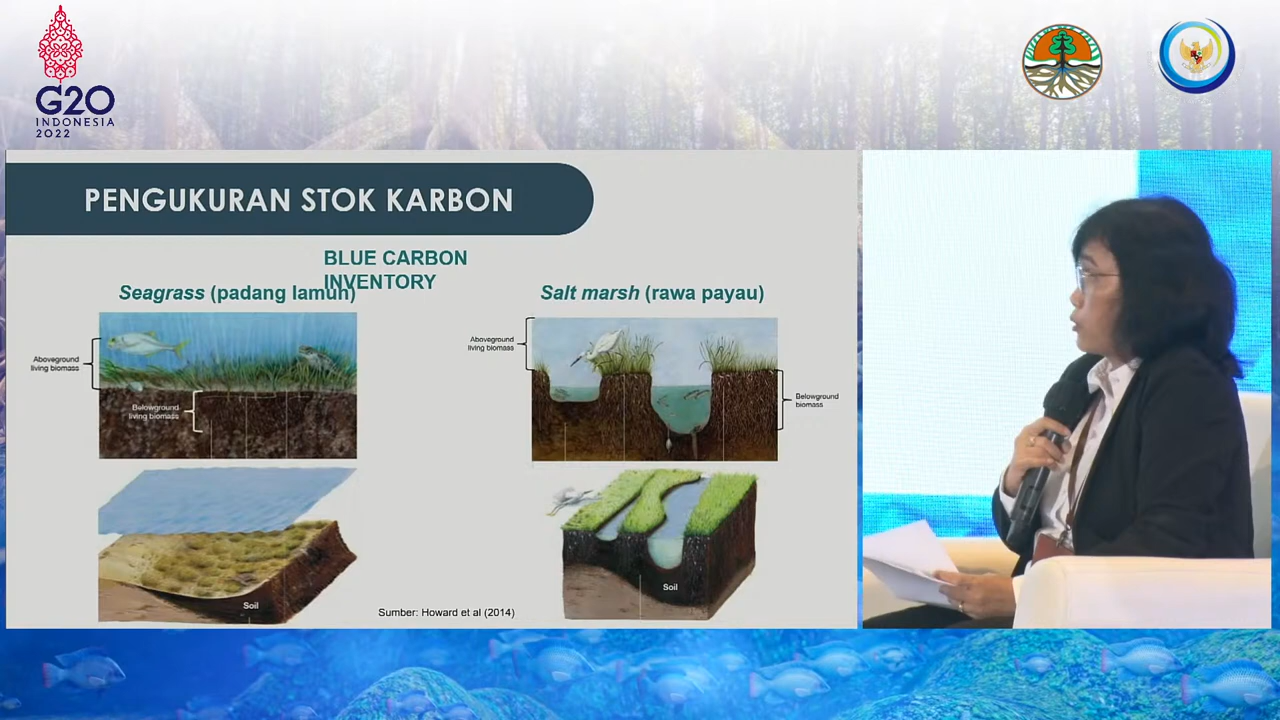 G20
INDONESIA
2022
PENGUKURAN STOK KARBON
BLUE CARBON
INVENTORY
Seagrass (padang lamun)
Salt marsh (rawa payau)
Aboveground
living biomass
Belowground
living biomass
Aboveground
living biomass
Belowground
biomass
Soil
Soil
Sumber: Howard et al (2014)